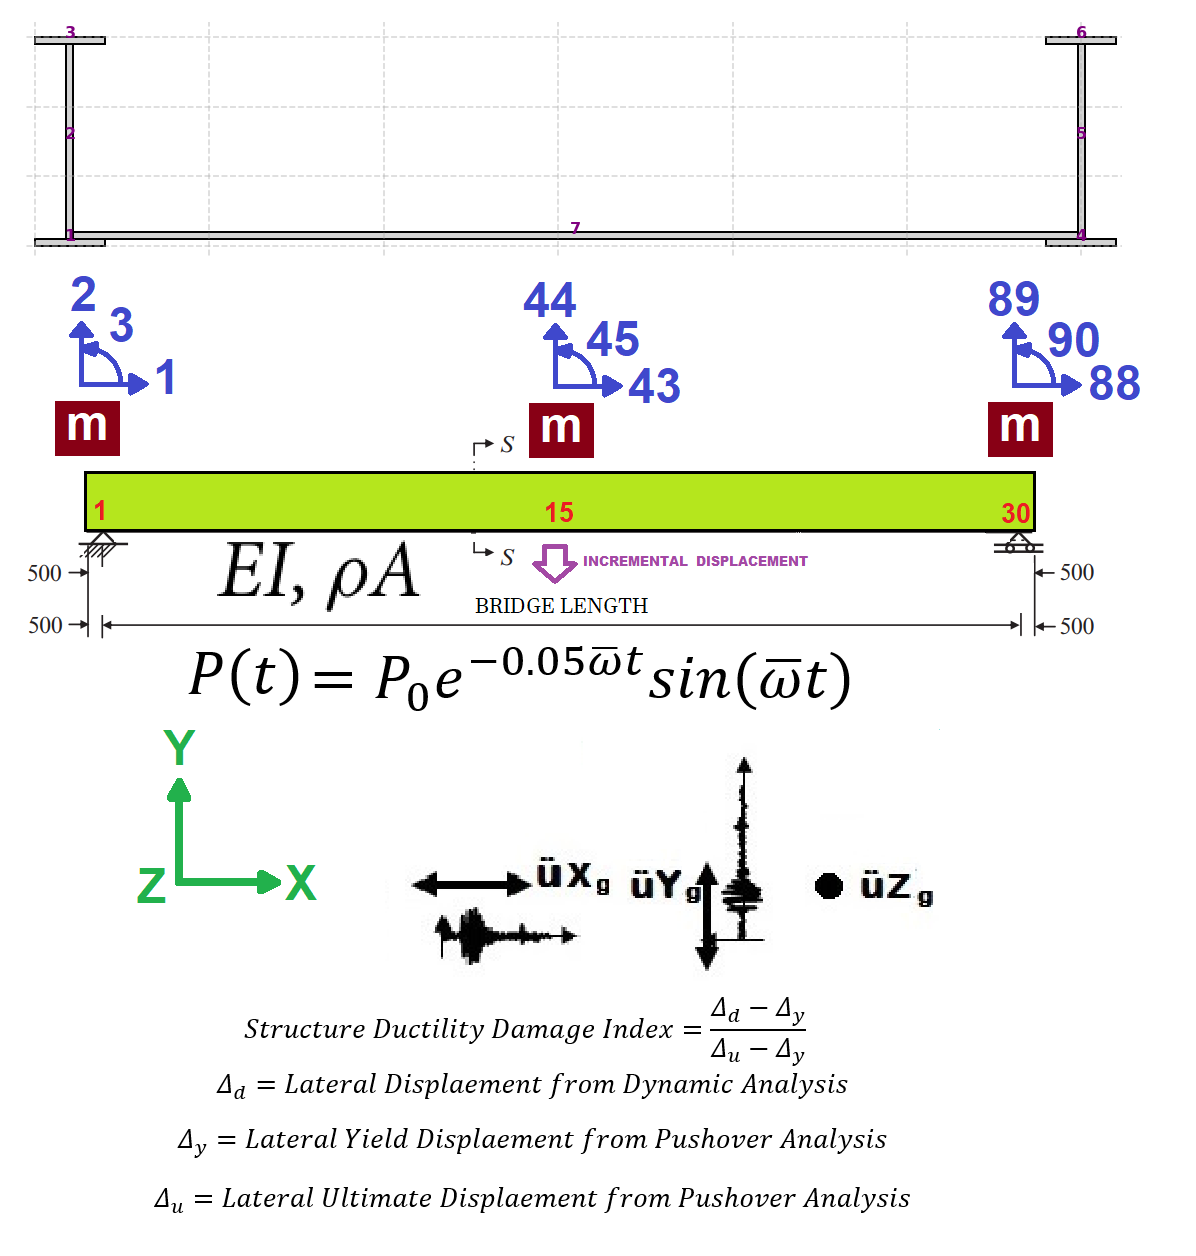 3 6
2 5
7
1 4
2 44 89
3 45 90
1 43 88
m m m
S
1 15 30
EI, ρA
S
INCREMENTAL DISPLACEMENT
500 500
BRIDGE LENGTH
500 500
P(t) = P₀e^{−0.05ω̅t}sin(ω̅t)
Y
Z X
üXg üYg üZg
Structure Ductility Damage Index = (Δd − Δy)/(Δu − Δy)
Δd = Lateral Displaement from Dynamic Analysis
Δy = Lateral Yield Displaement from Pushover Analysis
Δu = Lateral Ultimate Displaement from Pushover Analysis